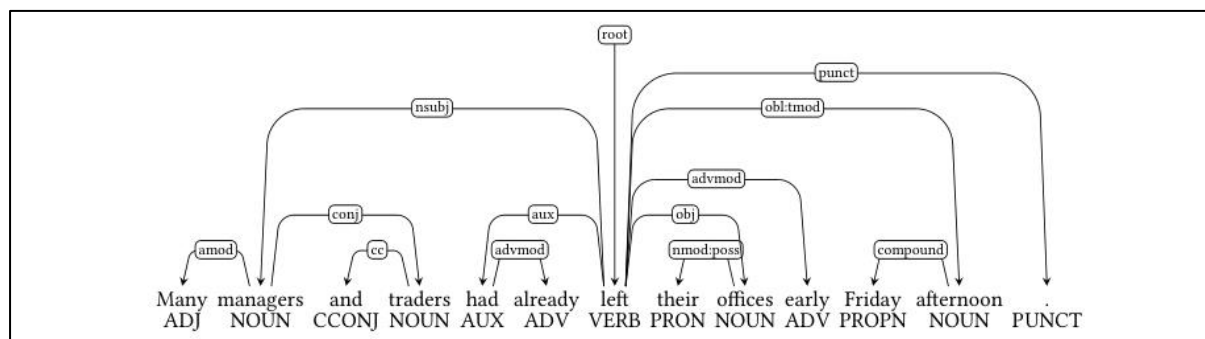 root
punct
nsubj obl:tmod
advmod
conj aux obj
amod cc advmod nmod:poss compound
Many managers and traders had already left their offices early Friday afternoon .
ADJ NOUN CCONJ NOUN AUX ADV VERB PRON NOUN ADV PROPN NOUN PUNCT